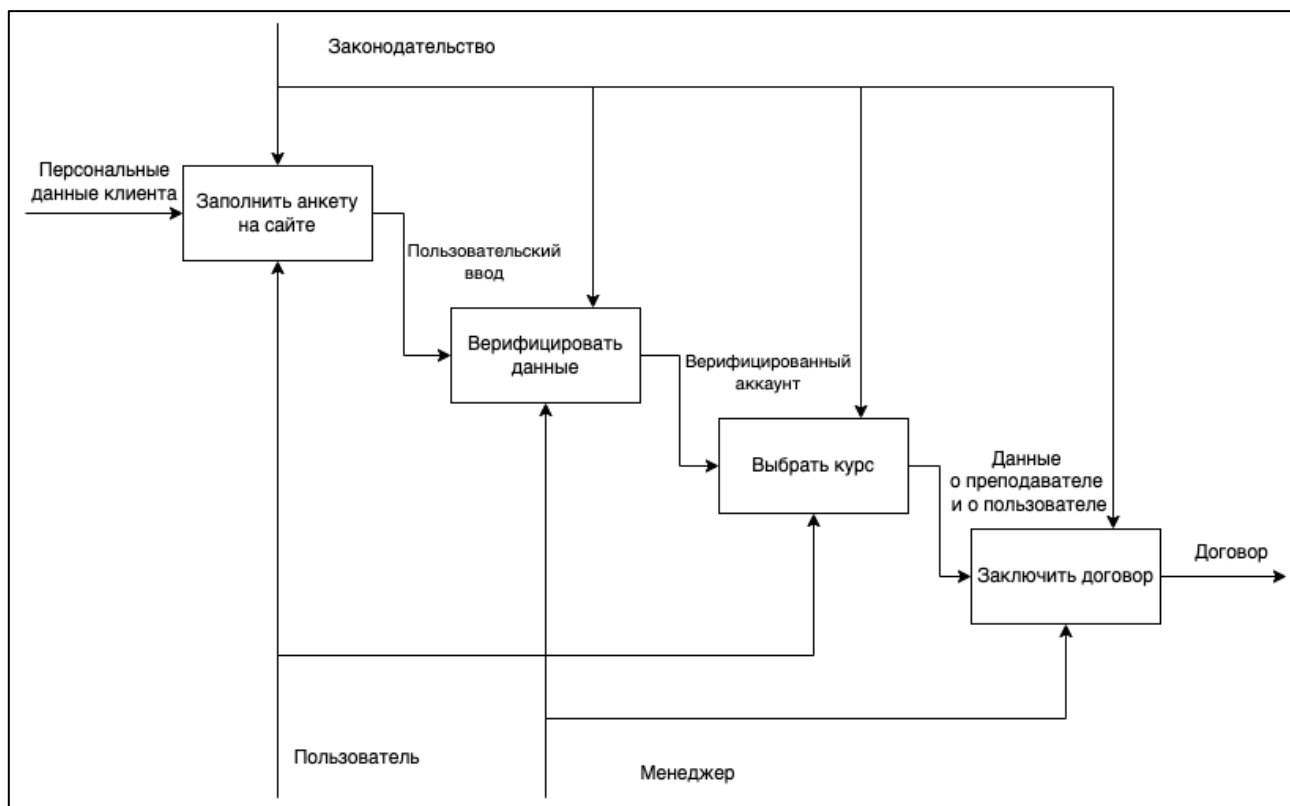 Законодательство
Персональные
данные клиента
Заполнить анкету
на сайте
Пользовательский
ввод
Верифицировать
данные
Верифицированный
аккаунт
Выбрать курс
Данные
о преподавателе
и о пользователе
Заключить договор
Договор
Пользователь
Менеджер